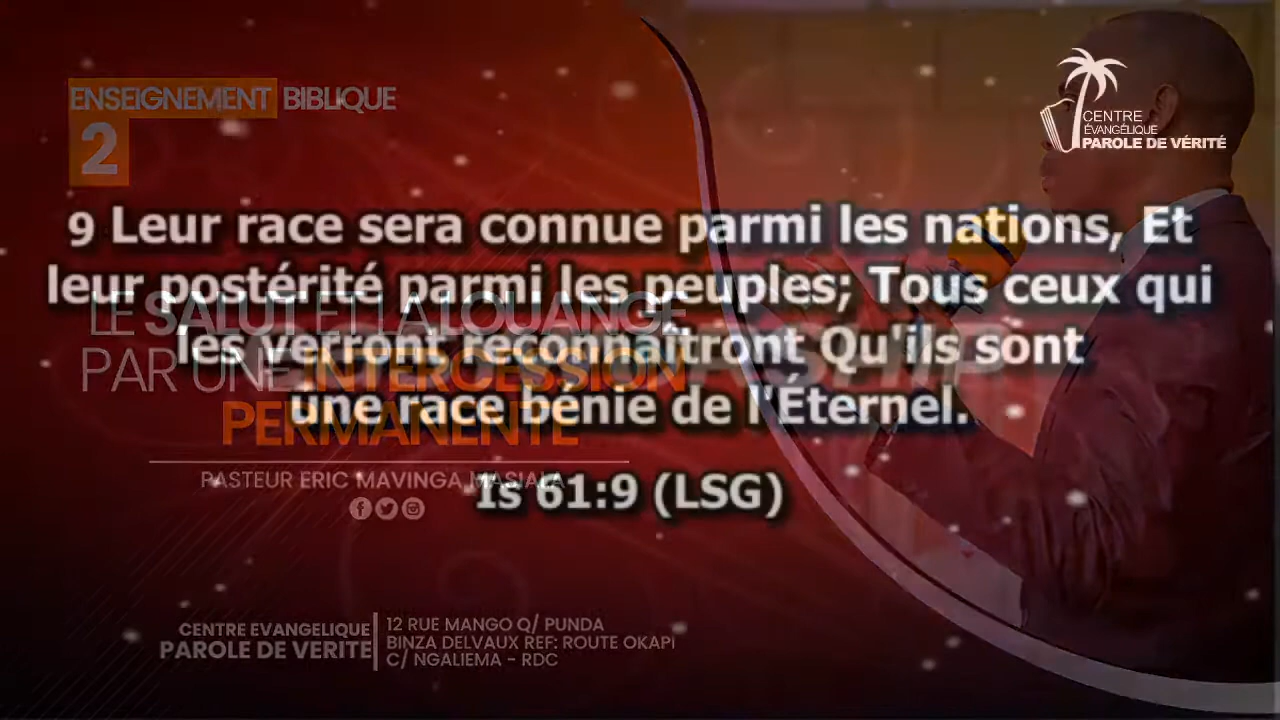 ENSEIGNEMENT BIBLIQUE
2
CENTRE
ÉVANGÉLIQUE
PAROLE DE VÉRITÉ
9 Leur race sera connue parmi les nations, Et
leur postérité parmi les peuples; Tous ceux qui
les verront reconnaîtront Qu'ils sont
une race bénie de l'Éternel.
Is 61:9 (LSG)
LE SALUT ET LA LOUANGE
PAR UNE INTERCESSION
PERMANENTE
PASTEUR ERIC MAVINGA MASIALA
CENTRE EVANGELIQUE
PAROLE DE VERITE
12 RUE MANGO Q/ PUNDA
BINZA DELVAUX REF: ROUTE OKAPI
C/ NGALIEMA - RDC